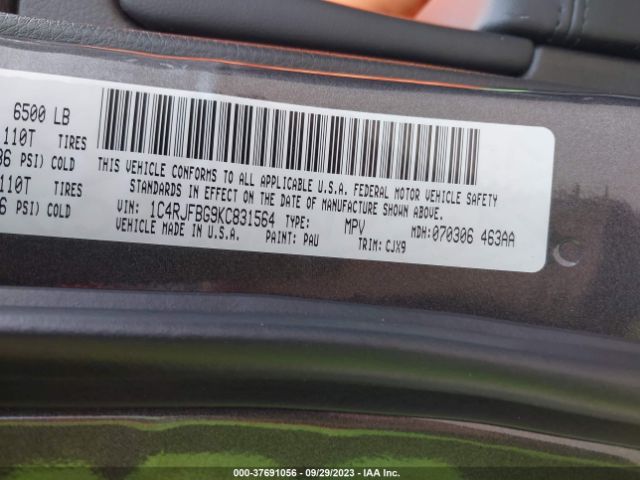 6500 LB
110T TIRES
36 PSI) COLD
110T TIRES
6 PSI) COLD
THIS VEHICLE CONFORMS TO ALL APPLICABLE U.S.A. FEDERAL MOTOR VEHICLE SAFETY
STANDARDS IN EFFECT ON THE DATE OF MANUFACTURE SHOWN ABOVE.
VIN: 1C4RJFBG9KC831564 TYPE: MPV MDH: 070306 463AA
VEHICLE MADE IN U.S.A. PAINT: PAU TRIM: CJX9
000-37691056 - 09/29/2023 - IAA Inc.